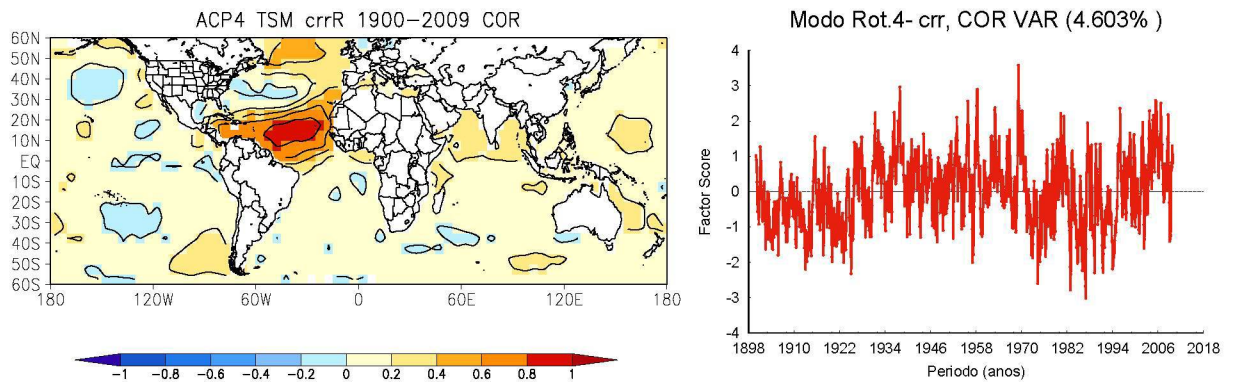 ACP4 TSM crrR 1900-2009 COR
60N
50N
40N
30N
20N
10N
EQ
10S
20S
30S
40S
50S
60S
180 120W 60W 0 60E 120E 180
-1 -0.8 -0.6 -0.4 -0.2 0 0.2 0.4 0.6 0.8 1
Modo Rot.4- crr, COR VAR (4.603% )
Factor Score
4
3
2
1
0
-1
-2
-3
-4
1898 1910 1922 1934 1946 1958 1970 1982 1994 2006 2018
Periodo (anos)